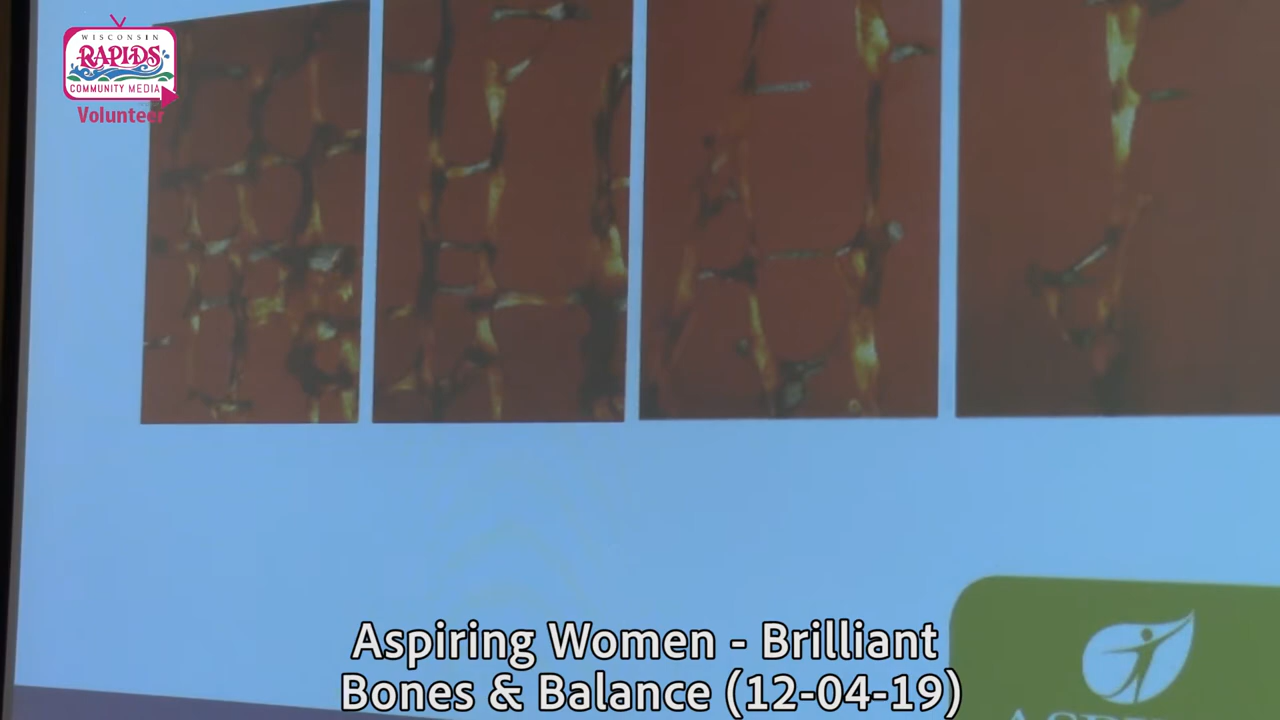 WISCONSIN
RAPIDS
COMMUNITY MEDIA
Volunteer
Aspiring Women - Brilliant
Bones & Balance (12-04-19)